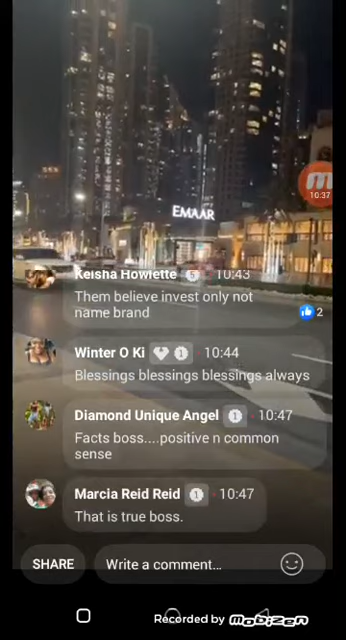 EMAAR
10:37
Keisha Howlette 5 · 10:43
Them believe invest only not
name brand
2
Winter O Ki 1 · 10:44
Blessings blessings blessings always
Diamond Unique Angel 1 · 10:47
Facts boss....positive n common
sense
Marcia Reid Reid 1 · 10:47
That is true boss.
SHARE
Write a comment...
Recorded by mobizen